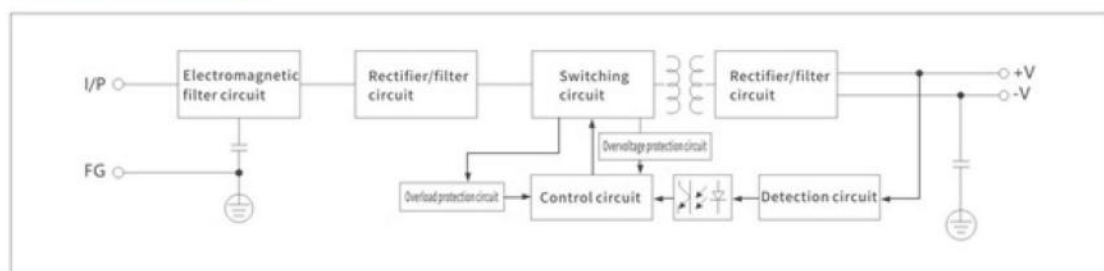 I/P
Electromagnetic
filter circuit
Rectifier/filter
circuit
Switching
circuit
Rectifier/filter
circuit
+V
-V
Overvoltage protection circuit
FG
Overload protection circuit
Control circuit
Detection circuit